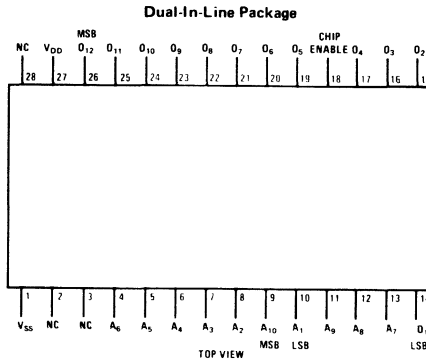 Dual-In-Line Package
MSB CHIP
NC VDD O12 O11 O10 O9 O8 O7 O6 O5 ENABLE O4 O3 O2
28 27 26 25 24 23 22 21 20 19 18 17 16
1 2 3 4 5 6 7 8 9 10 11 12 13
VSS NC NC A6 A5 A4 A3 A2 A10 A1 A9 A8 A7
MSB LSB LSB
TOP VIEW